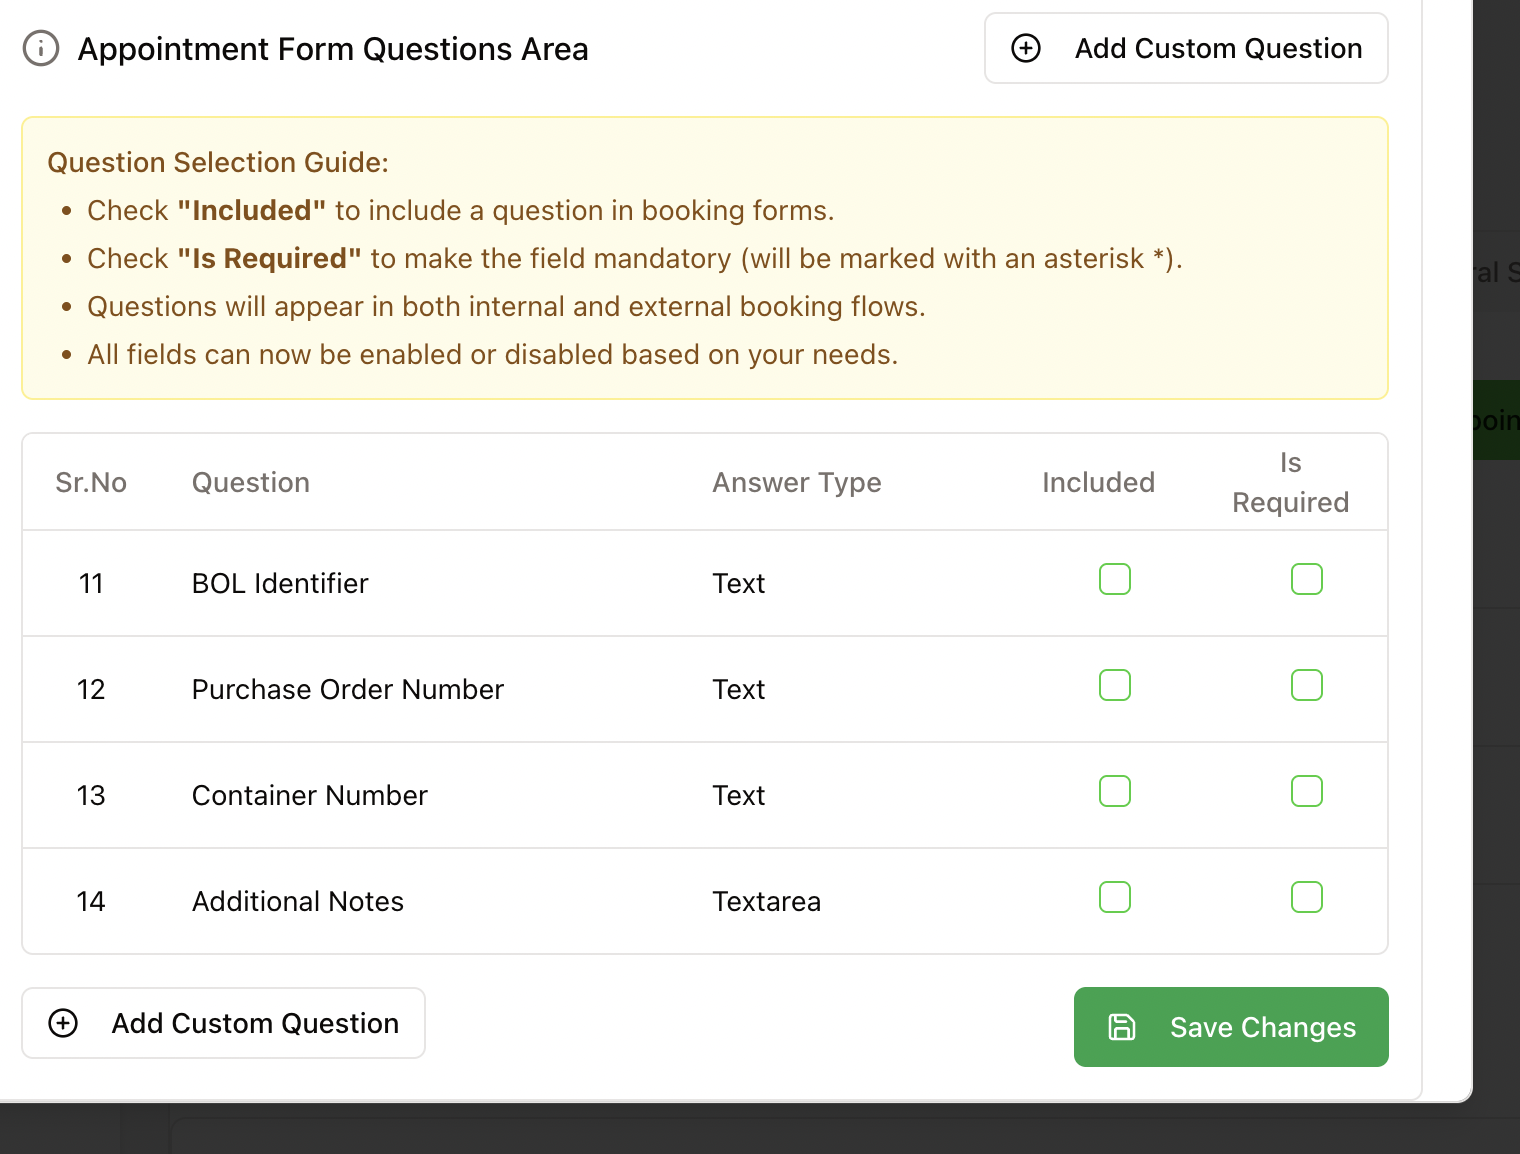 Appointment Form Questions Area
Add Custom Question
Question Selection Guide:
• Check "Included" to include a question in booking forms.
• Check "Is Required" to make the field mandatory (will be marked with an asterisk *).
• Questions will appear in both internal and external booking flows.
• All fields can now be enabled or disabled based on your needs.
Sr.No Question Answer Type Included Is Required
11 BOL Identifier Text
12 Purchase Order Number Text
13 Container Number Text
14 Additional Notes Textarea
Add Custom Question
Save Changes